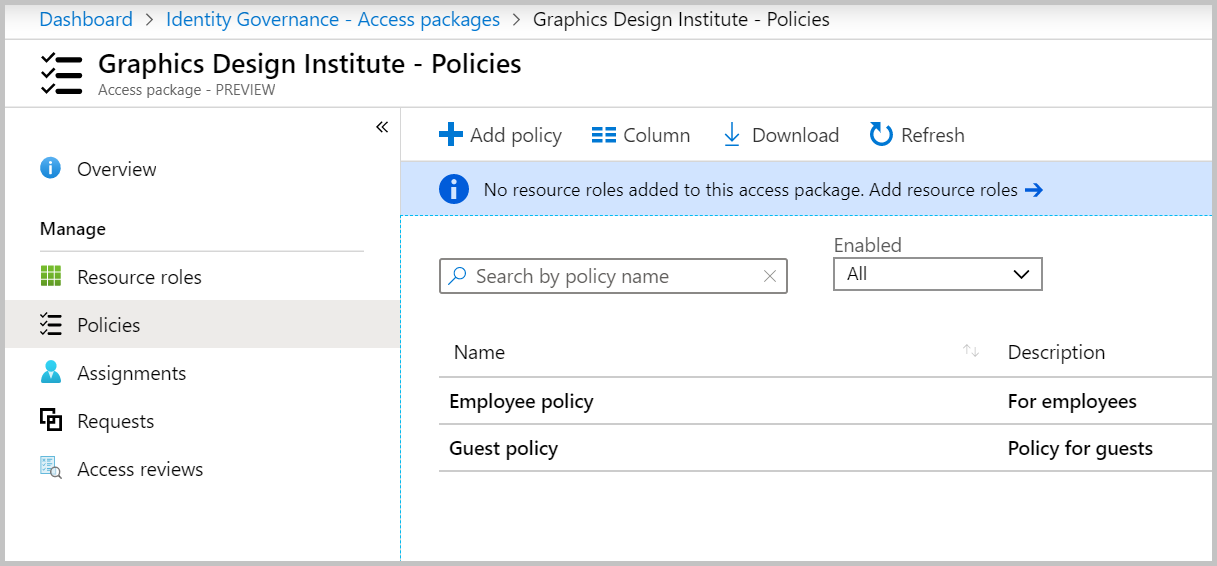 Dashboard > Identity Governance - Access packages > Graphics Design Institute - Policies
Graphics Design Institute - Policies
Access package - PREVIEW
«
Overview
Manage
Resource roles
Policies
Assignments
Requests
Access reviews
Add policy Column Download Refresh
No resource roles added to this access package. Add resource roles →
Enabled
Search by policy name All
Name Description
Employee policy For employees
Guest policy Policy for guests